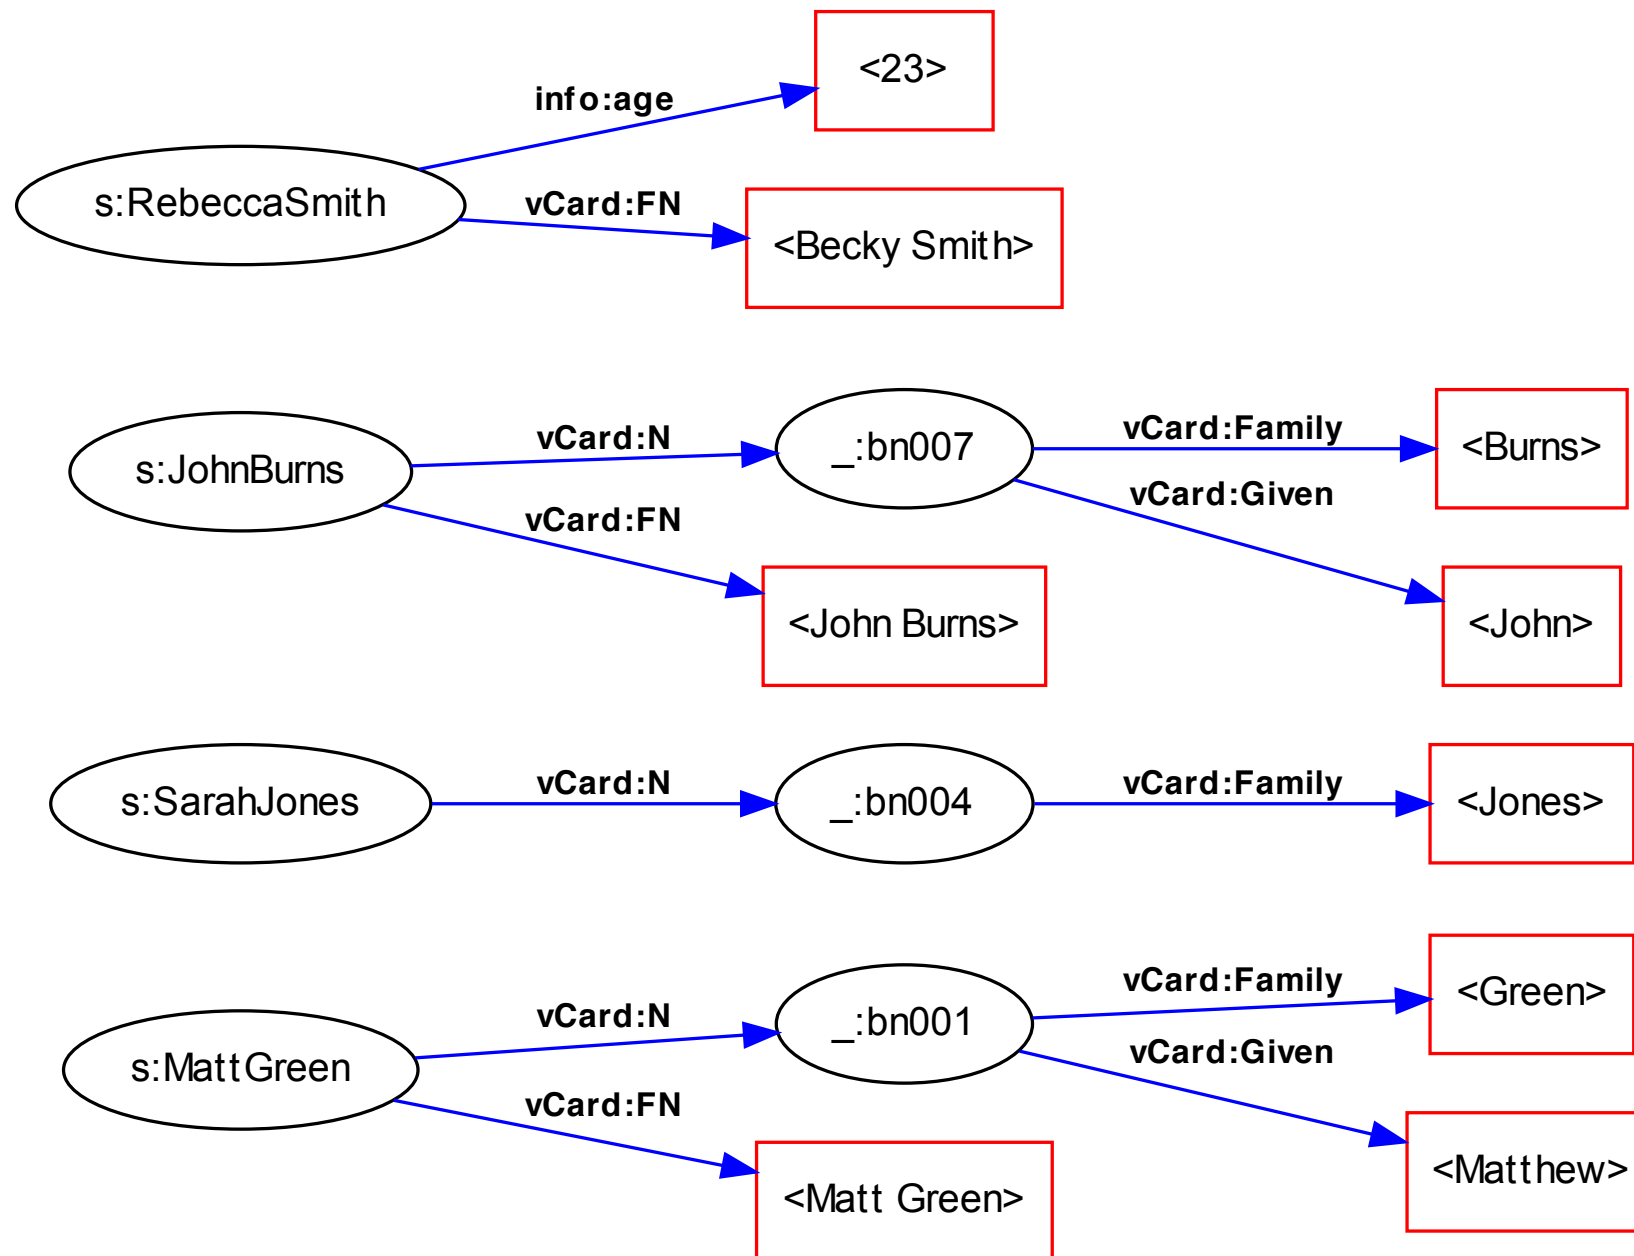 <23>
info:age
s:RebeccaSmith
vCard:FN
<Becky Smith>
vCard:N
_:bn007
vCard:Family
<Burns>
s:JohnBurns
vCard:Given
vCard:FN
<John Burns>
<John>
s:SarahJones
vCard:N
_:bn004
vCard:Family
<Jones>
vCard:Family
<Green>
vCard:N
_:bn001
s:MattGreen
vCard:Given
vCard:FN
<Matthew>
<Matt Green>